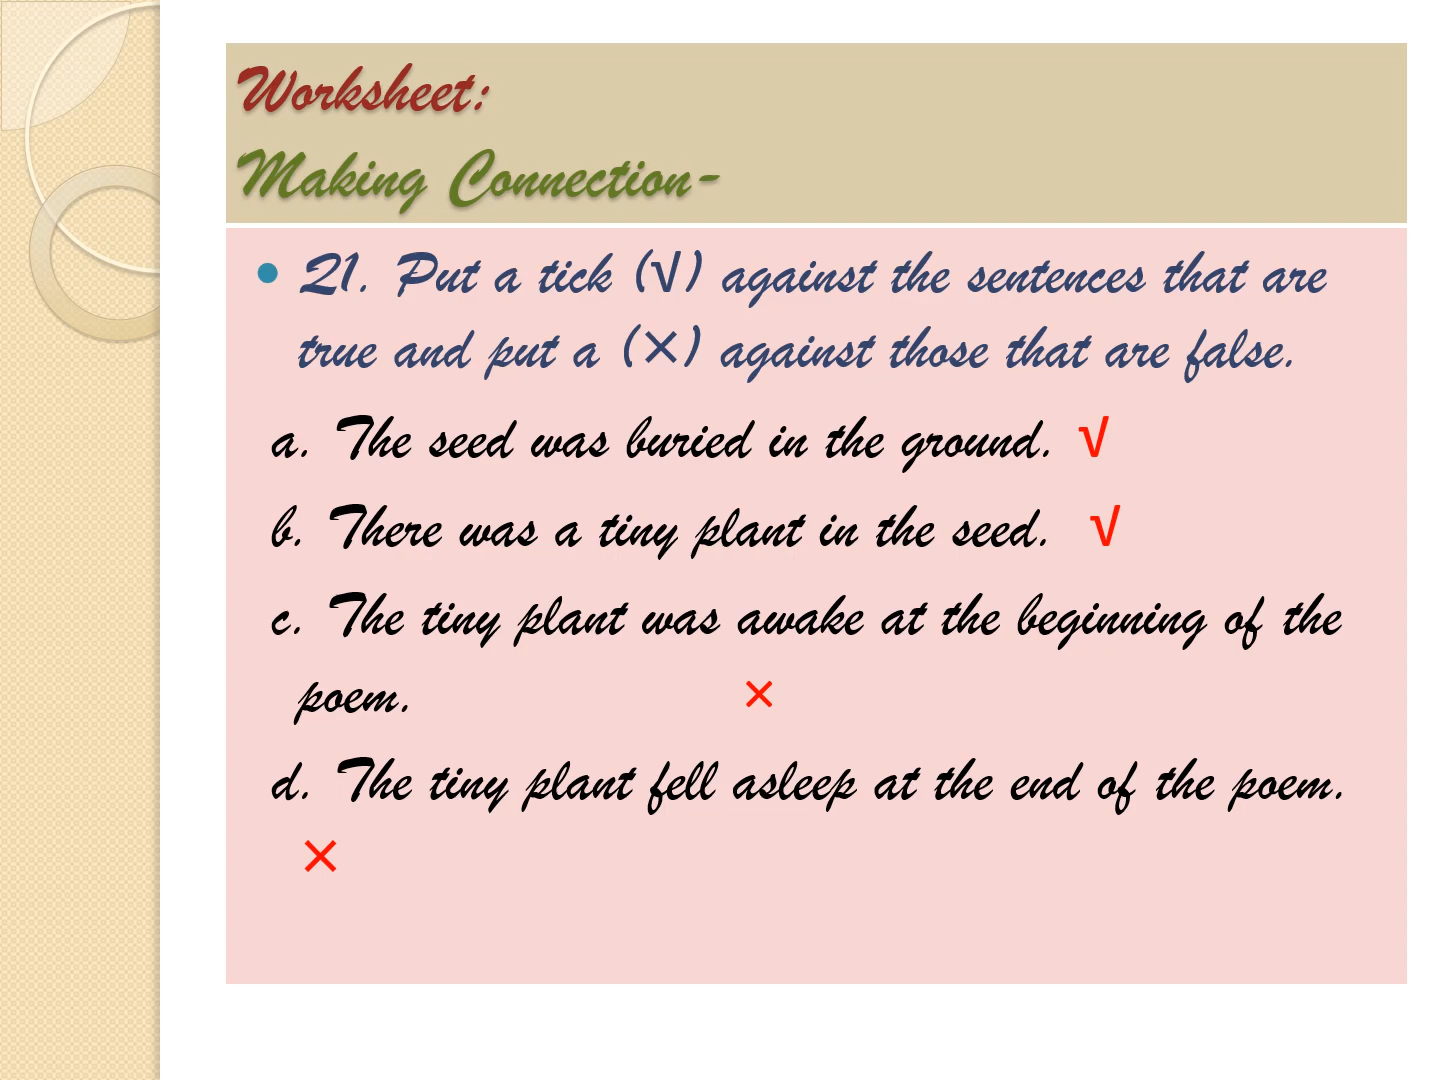 Worksheet:
Making Connection-
• Q1. Put a tick (√) against the sentences that are
true and put a (×) against those that are false.
a. The seed was buried in the ground. √
b. There was a tiny plant in the seed. √
c. The tiny plant was awake at the beginning of the
poem. ×
d. The tiny plant fell asleep at the end of the poem.
×